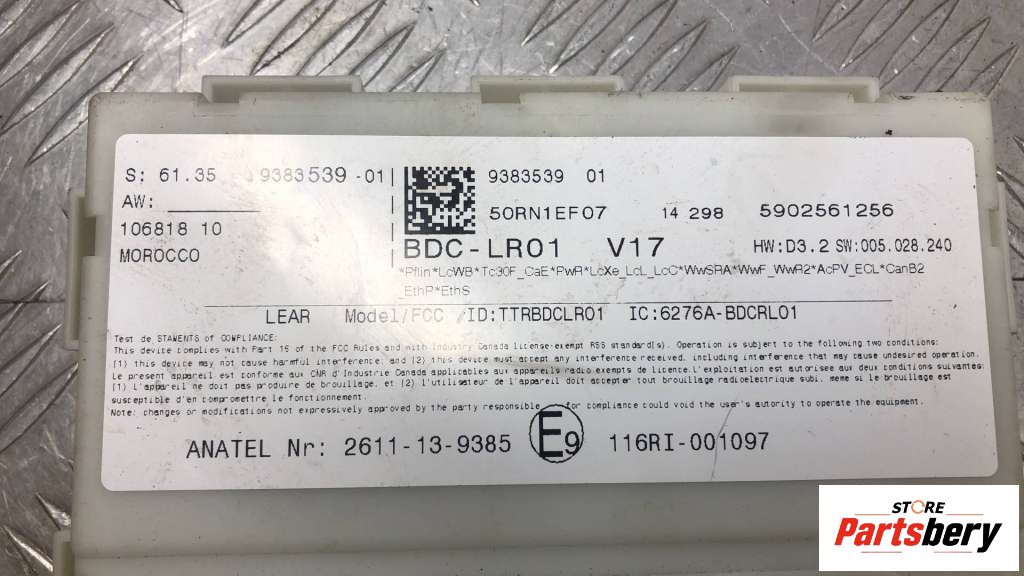 S: 61.35 9383539 -01
AW:
106818 10
MOROCCO
9383539 01
50RN1EF07 14 298 5902561256
BDC-LR01 V17 HW:D3.2 SW:005.028.240
*Pflin*LcWB*Tc30F_CaE*PwR*LcXe_LcL_LcC*WwSRA*WwF_WwR2*AcPV_ECL*CanB2
_EthP*EthS
LEAR Model/FCC /ID:TTRBDCLR01 IC:6276A-BDCRL01
Test de STAMENTS of COMPLIANCE:
This device complies with Part 15 of the FCC Rules and with Industry Canada license-exempt RSS standard(s). Operation is subject to the following two conditions:
(1) this device may not cause harmful interference, and (2) this device must accept any interference received, including interference that may cause undesired operation.
Le present appareil est conforme aux CNR d'Industrie Canada applicables aux appareils radio exempts de licence.l'exploitation est autorisee aux deux conditions suivantes:
(1) l'appareil ne doit pas produire de brouillage, et (2) l'utilisateur de l'appareil doit accepter tout brouillage radioelectrique subi, meme si le brouillage est
susceptible d'en compromettre le fonctionnement.
Note: changes or modifications not expressively approved by the party responsible for compliance could void the user's autority to operate the equipment.
ANATEL Nr: 2611-13-9385 E9 116RI-001097
STORE
Partsbery